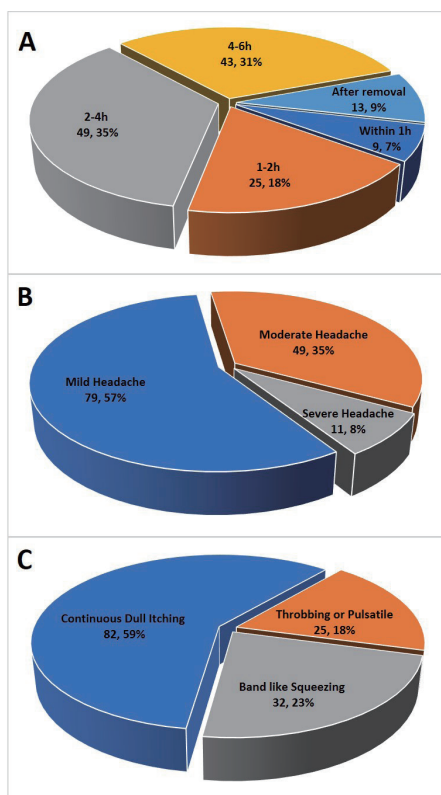 A
4-6h
43, 31%
After removal
13, 9%
2-4h
49, 35%
Within 1h
9, 7%
1-2h
25, 18%
B
Moderate Headache
49, 35%
Mild Headache
79, 57%
Severe Headache
11, 8%
C
Continuous Dull Itching
82, 59%
Throbbing or Pulsatile
25, 18%
Band like Squeezing
32, 23%